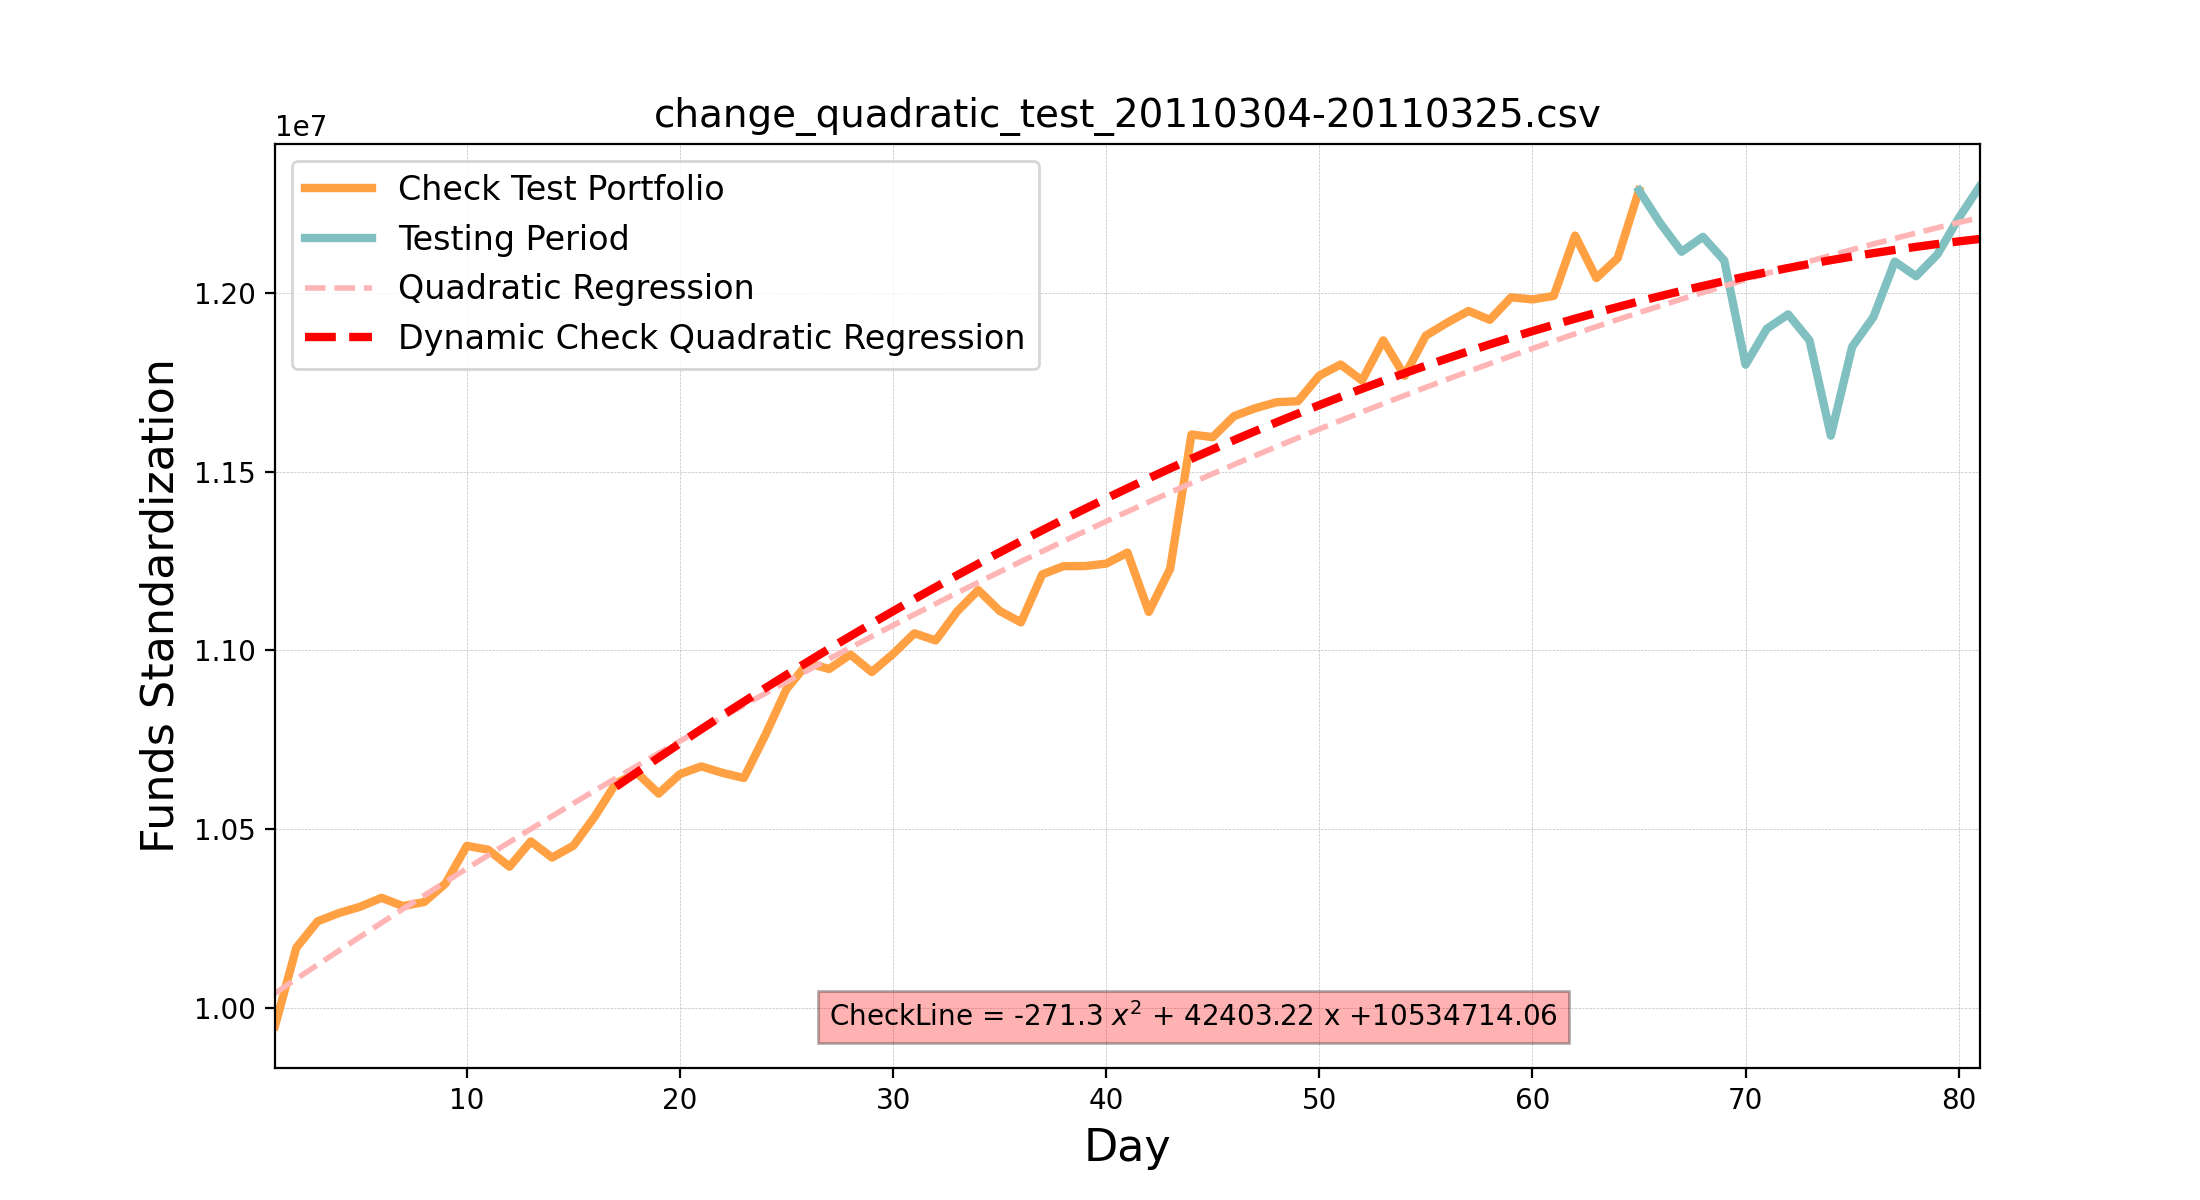 change_quadratic_test_20110304-20110325.csv
1e7
Check Test Portfolio
Testing Period
Quadratic Regression
Dynamic Check Quadratic Regression
Funds Standardization
1.20
1.15
1.10
1.05
1.00
CheckLine = -271.3 x² + 42403.22 x +10534714.06
10 20 30 40 50 60 70 80
Day